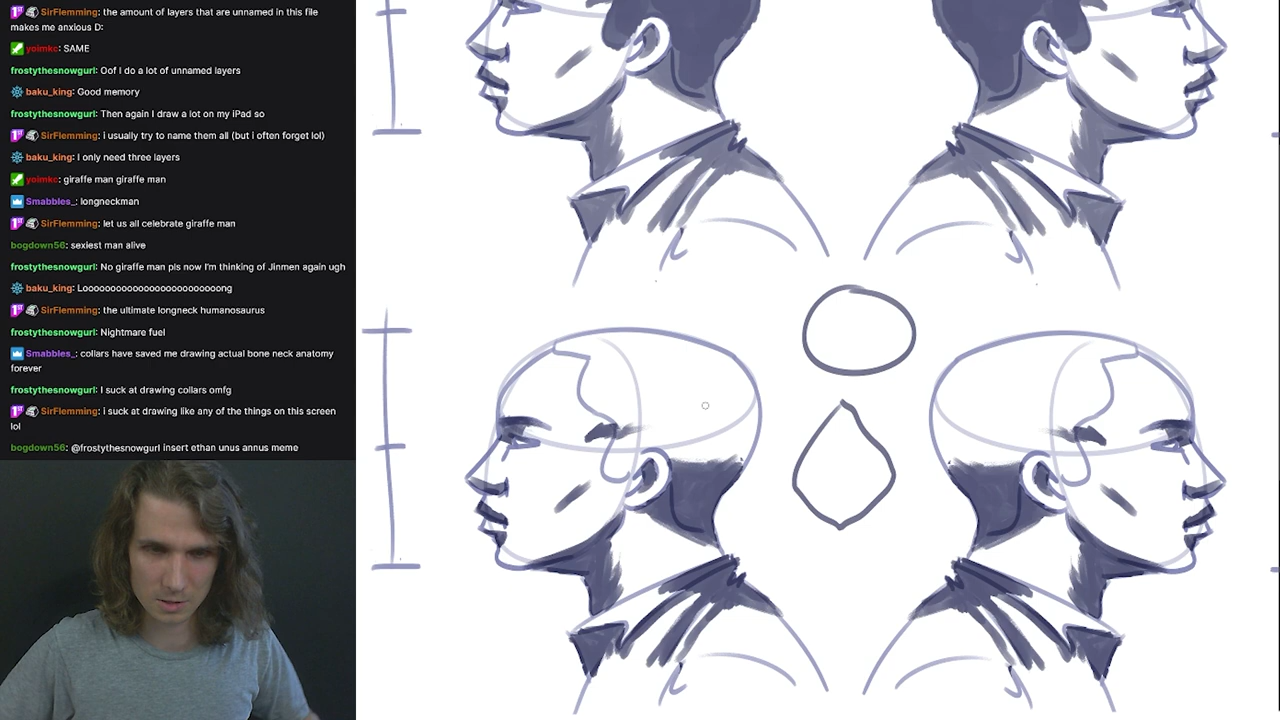 SirFlemming: the amount of layers that are unnamed in this file
makes me anxious D:
yoimkc: SAME
frostythesnowgurl: Oof I do a lot of unnamed layers
baku_king: Good memory
frostythesnowgurl: Then again I draw a lot on my iPad so
SirFlemming: i usually try to name them all (but i often forget lol)
baku_king: I only need three layers
yoimkc: giraffe man giraffe man
Smabbles_: longneckman
SirFlemming: let us all celebrate giraffe man
bogdown56: sexiest man alive
frostythesnowgurl: No giraffe man pls now I'm thinking of Jinmen again ugh
baku_king: Loooooooooooooooooooooooooong
SirFlemming: the ultimate longneck humanosaurus
frostythesnowgurl: Nightmare fuel
Smabbles_: collars have saved me drawing actual bone neck anatomy
forever
frostythesnowgurl: I suck at drawing collars omfg
SirFlemming: i suck at drawing like any of the things on this screen
lol
bogdown56: @frostythesnowgurl insert ethan unus annus meme